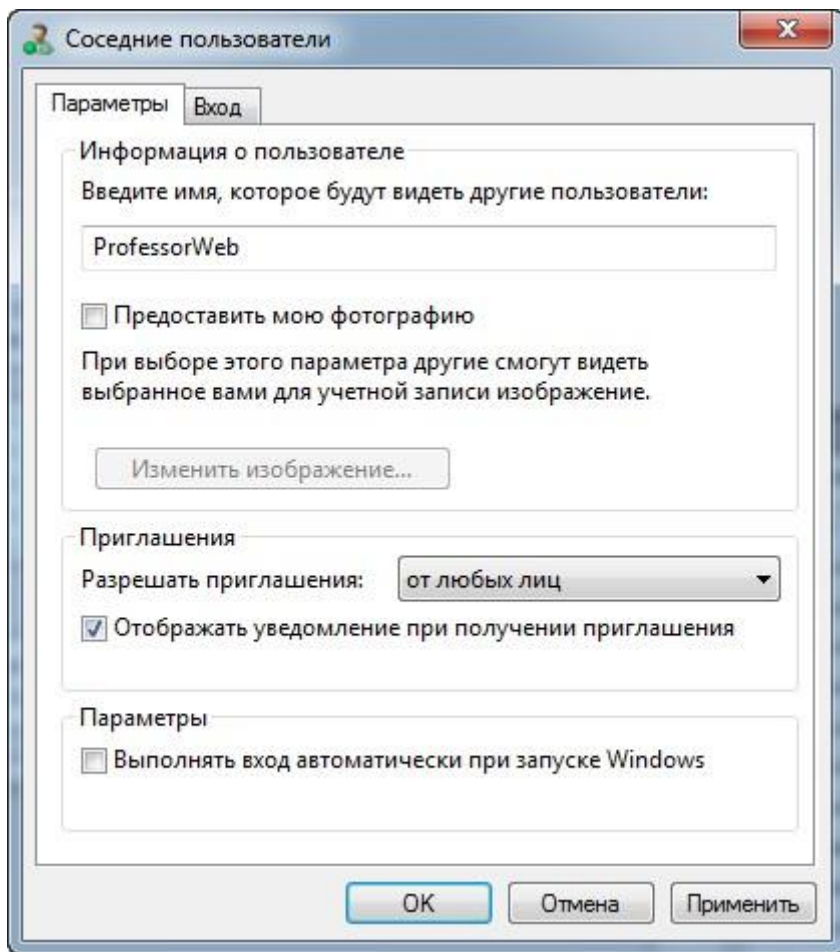 Соседние пользователи
Параметры
Вход
Информация о пользователе
Введите имя, которое будут видеть другие пользователи:
ProfessorWeb
Предоставить мою фотографию
При выборе этого параметра другие смогут видеть
выбранное вами для учетной записи изображение.
Изменить изображение...
Приглашения
Разрешать приглашения: от любых лиц
Отображать уведомление при получении приглашения
Параметры
Выполнять вход автоматически при запуске Windows
OK Отмена Применить